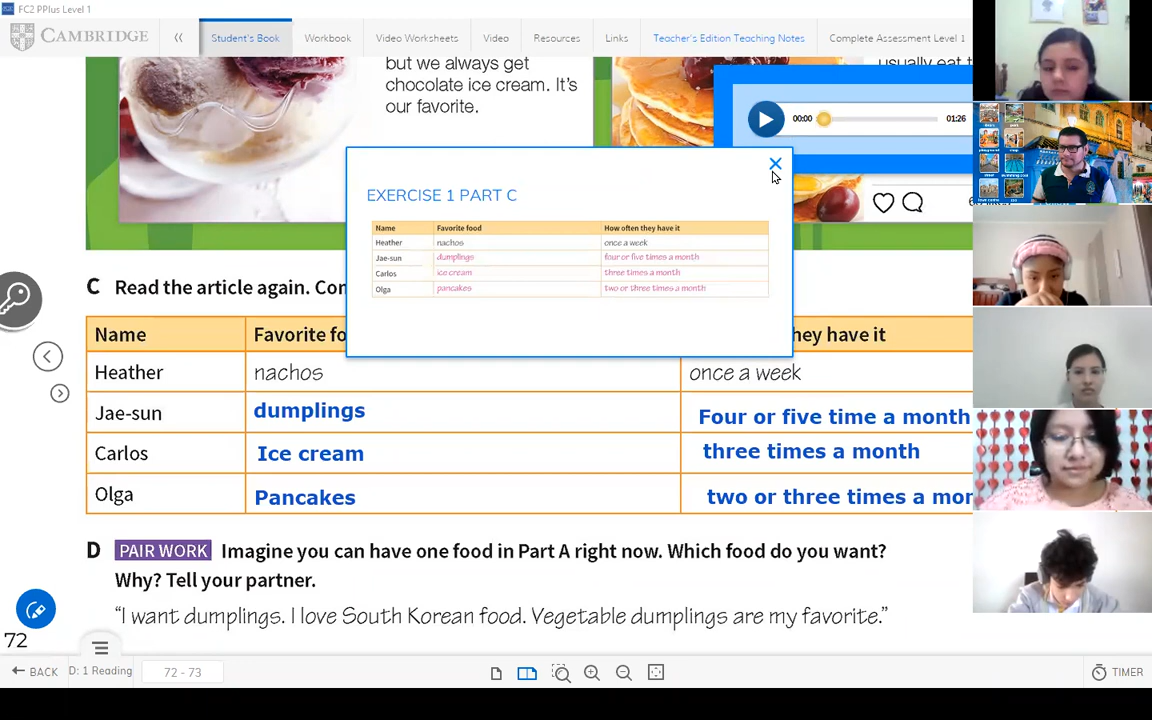 FC2 PPlus Level 1
CAMBRIDGE
Student's Book
Workbook
Video Worksheets
Video
Resources
Links
Teacher's Edition Teaching Notes
Complete Assessment Level 1
but we always get
chocolate ice cream. It's
our favorite.
usually eat t
00:00
01:26
EXERCISE 1 PART C
Name Favorite food How often they have it
Heather nachos once a week
Jae-sun dumplings four or five times a month
Carlos ice cream three times a month
Olga pancakes two or three times a month
C Read the article again. Con
Name Favorite fo hey have it
Heather nachos once a week
Jae-sun dumplings Four or five time a month
Carlos Ice cream three times a month
Olga Pancakes two or three times a mor
D PAIR WORK Imagine you can have one food in Part A right now. Which food do you want?
Why? Tell your partner.
"I want dumplings. I love South Korean food. Vegetable dumplings are my favorite."
72
BACK
D: 1 Reading
72 - 73
TIMER